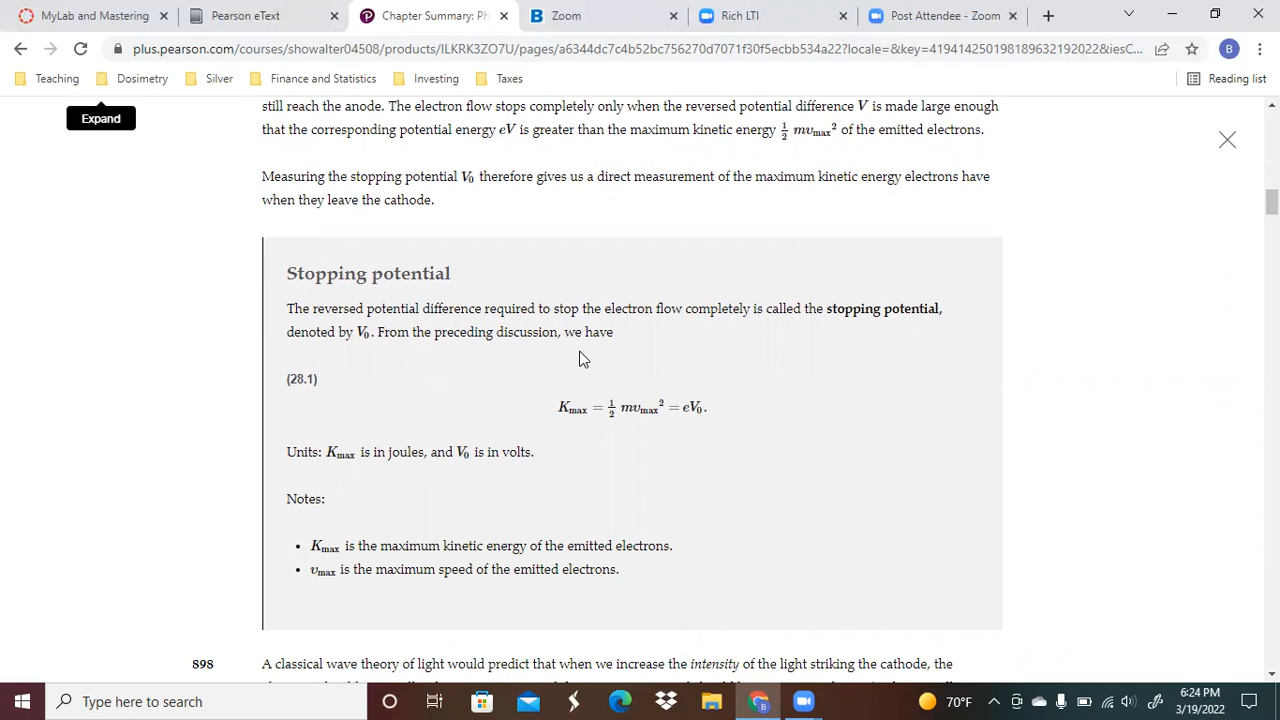 MyLab and Mastering
Pearson eText
Chapter Summary: Ph
Zoom
Rich LTI
Post Attendee - Zoom
plus.pearson.com/courses/showalter04508/products/ILKRK3ZO7U/pages/a6344dc7c4b52bc756270d7071f30f5ecbb534a22?locale=&key=419414250198189632192022&iesC...
B
Teaching
Dosimetry
Silver
Finance and Statistics
Investing
Taxes
Reading list
Expand
still reach the anode. The electron flow stops completely only when the reversed potential difference V is made large enough
that the corresponding potential energy eV is greater than the maximum kinetic energy ½ mυmax² of the emitted electrons.
Measuring the stopping potential V₀ therefore gives us a direct measurement of the maximum kinetic energy electrons have
when they leave the cathode.
Stopping potential
The reversed potential difference required to stop the electron flow completely is called the stopping potential,
denoted by V₀. From the preceding discussion, we have
(28.1)
Kmax = ½ mυmax² = eV₀.
Units: Kmax is in joules, and V₀ is in volts.
Notes:
• Kmax is the maximum kinetic energy of the emitted electrons.
• υmax is the maximum speed of the emitted electrons.
898
A classical wave theory of light would predict that when we increase the intensity of the light striking the cathode, the
Type here to search
70°F
6:24 PM
3/19/2022